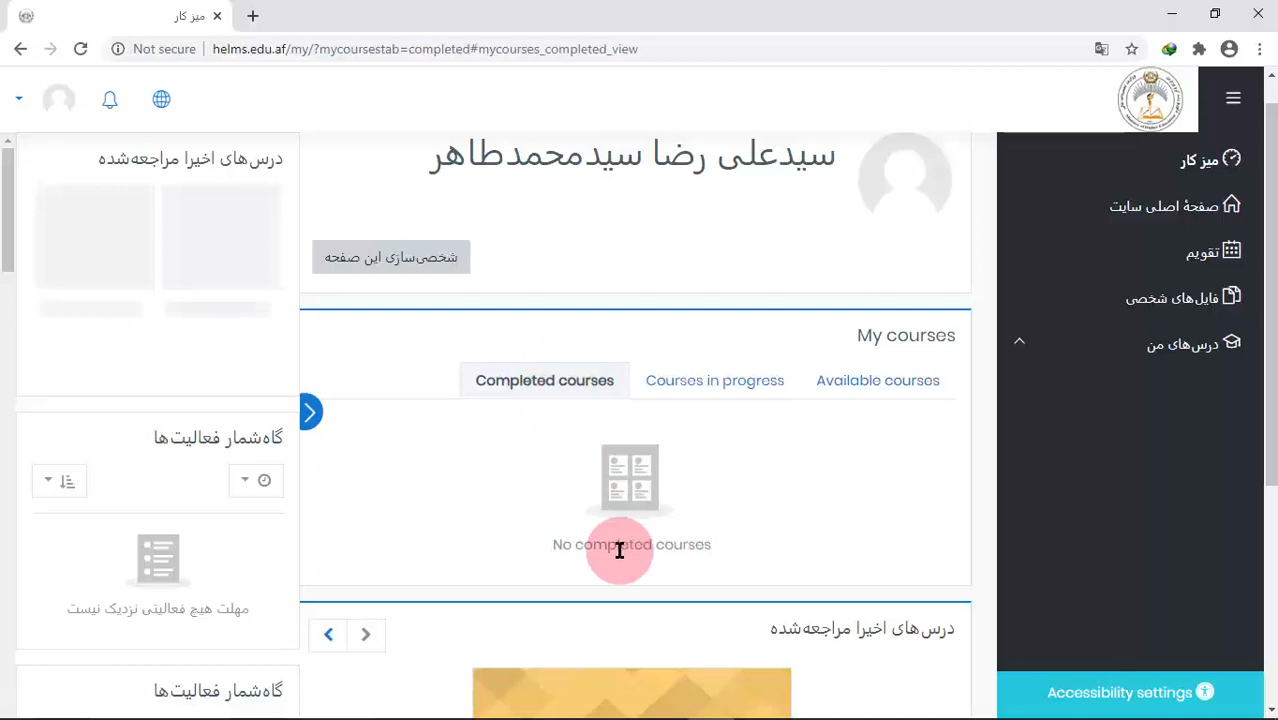 میز کار
Not secure
helms.edu.af/my/?mycoursestab=completed#mycourses_completed_view
میز کار
صفحهٔ اصلی سایت
تقویم
فایل‌های شخصی
درس‌های من
Accessibility settings
سیدعلی رضا سیدمحمدطاهر
شخصی‌سازی این صفحه
My courses
Completed courses
Courses in progress
Available courses
No completed courses
درس‌های اخیرا مراجعه‌شده
درس‌های اخیرا مراجعه‌شده
گاه‌شمار فعالیت‌ها
مهلت هیچ فعالیتی نزدیک نیست
گاه‌شمار فعالیت‌ها